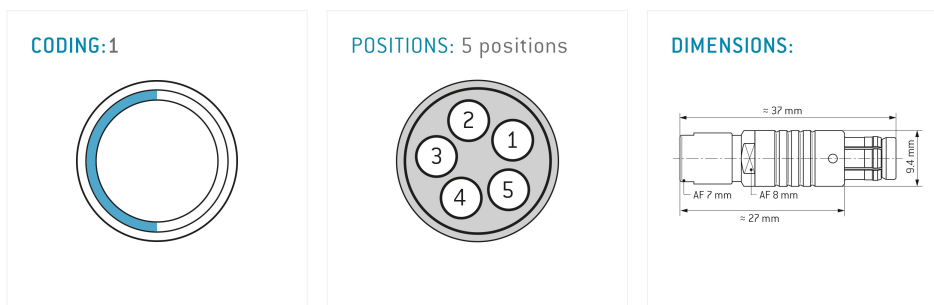 CODING:1
POSITIONS: 5 positions
2
1
3
4
5
DIMENSIONS:
≈ 37 mm
9.4 mm
AF 7 mm
AF 8 mm
≈ 27 mm